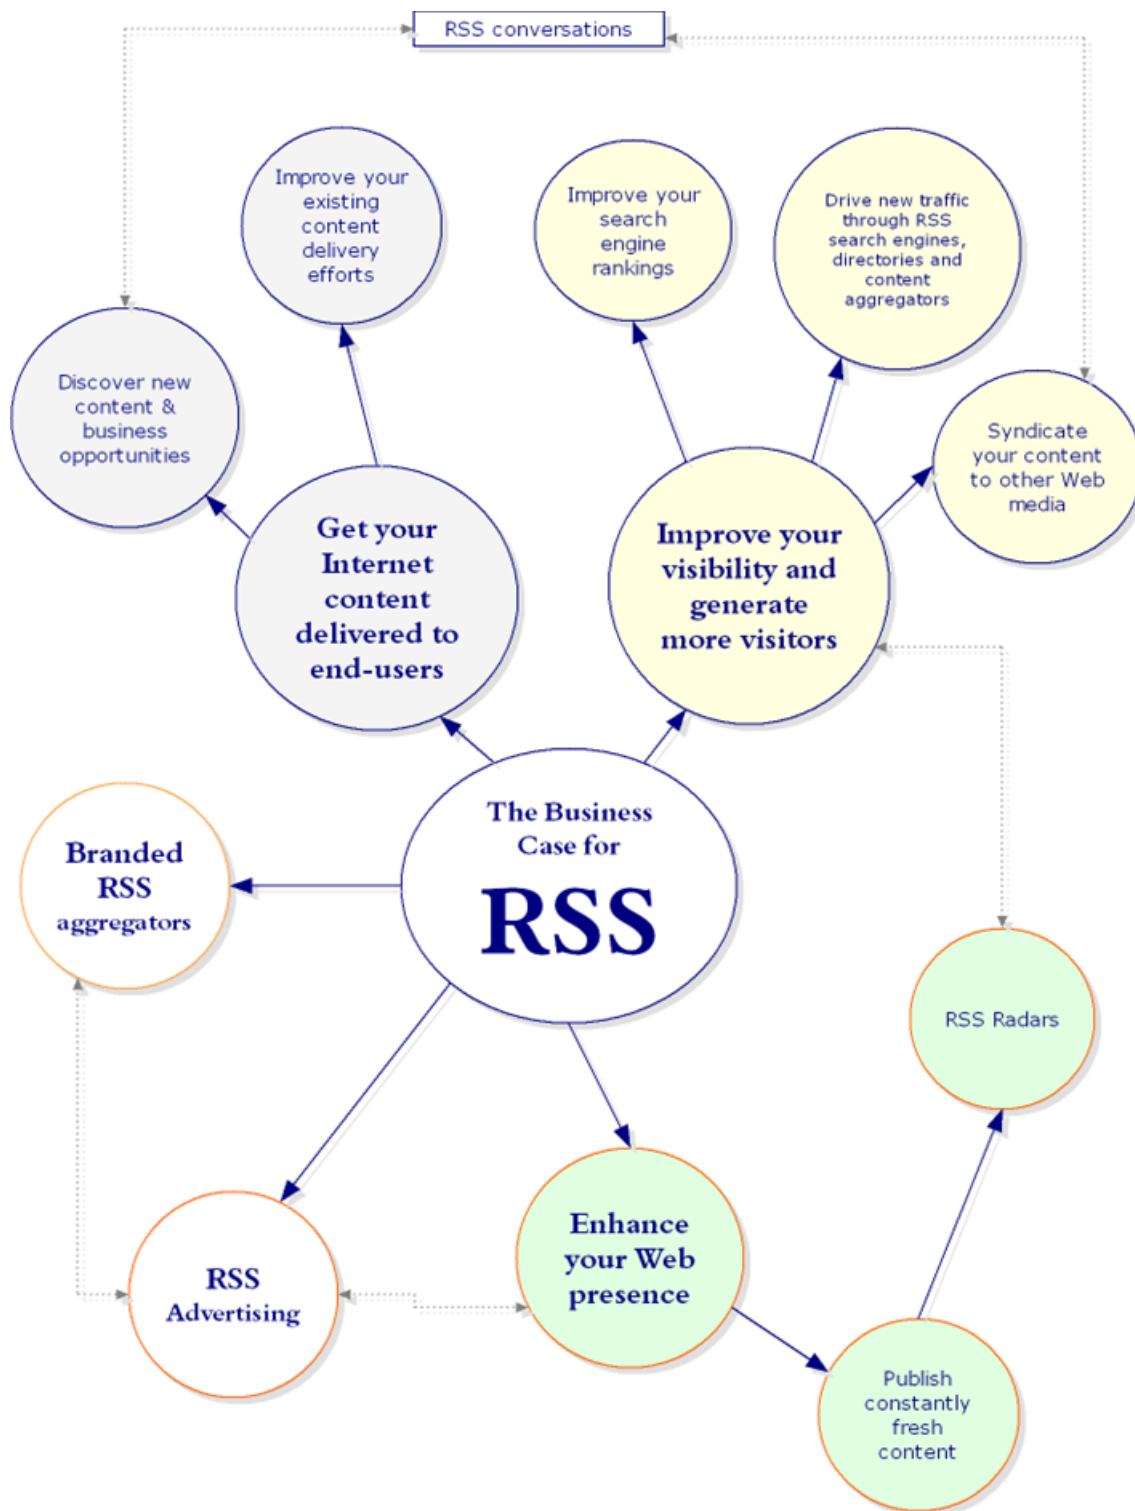 RSS conversations
Improve your
existing
content
delivery
efforts
Improve your
search
engine
rankings
Drive new traffic
through RSS
search engines,
directories and
content
aggregators
Discover new
content &
business
opportunities
Syndicate
your content
to other Web
media
Get your
Internet
content
delivered to
end-users
Improve your
visibility and
generate
more visitors
The Business
Case for
RSS
Branded
RSS
aggregators
RSS Radars
RSS
Advertising
Enhance
your Web
presence
Publish
constantly
fresh
content